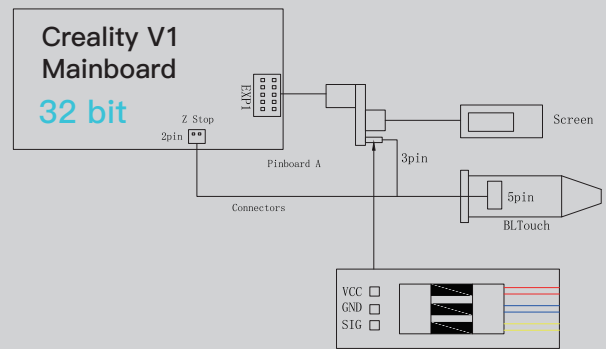 Creality V1
Mainboard
32 bit
EXP1
Z Stop
2pin
Pinboard A
3pin
Screen
Connectors
5pin
BLTouch
VCC
GND
SIG